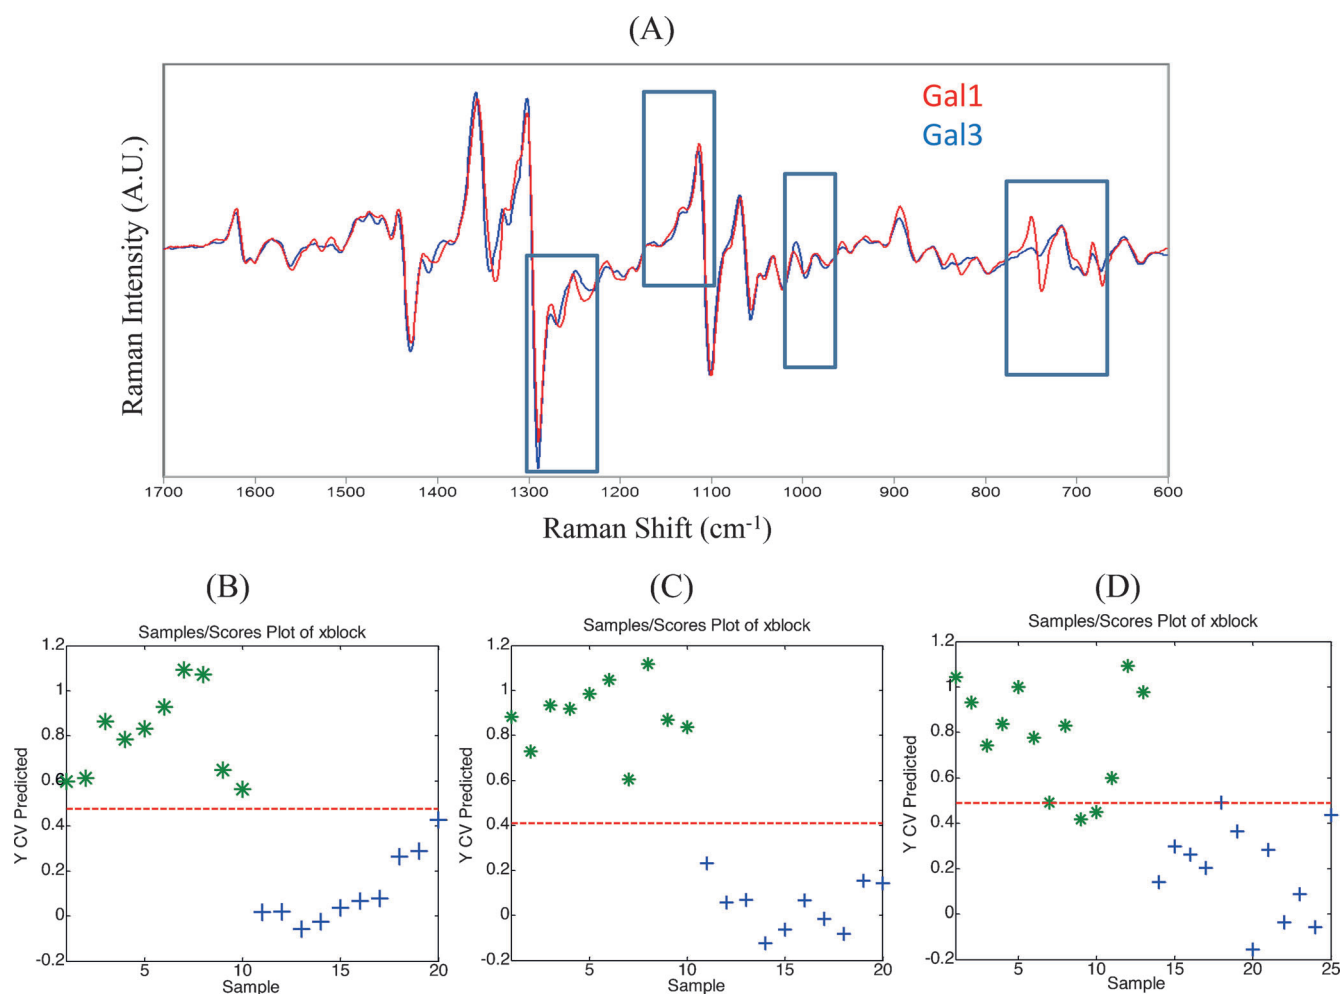 (A)
Gal1
Gal3
Raman Intensity (A.U.)
1700 1600 1500 1400 1300 1200 1100 1000 900 800 700 600
Raman Shift (cm-1)
(B)
Samples/Scores Plot of xblock
Y CV Predicted
1.2
1
0.8
0.6
0.4
0.2
0
-0.2
5 10 15 20
Sample
(C)
Samples/Scores Plot of xblock
Y CV Predicted
1.2
1
0.8
0.6
0.4
0.2
0
-0.2
5 10 15 20
Sample
(D)
Samples/Scores Plot of xblock
Y CV Predicted
1.2
1
0.8
0.6
0.4
0.2
0
-0.2
5 10 15 20 25
Sample